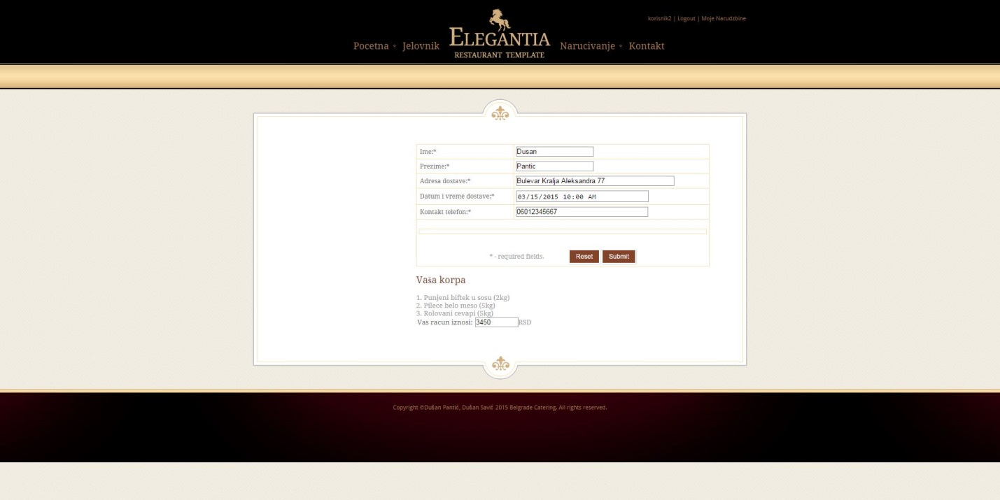 korisnik2 | Logout | Moje Narudzbine
Pocetna Jelovnik ELEGANTIA Narucivanje Kontakt
RESTAURANT TEMPLATE
Ime:* Dusan
Prezime:* Pantic
Adresa dostave:* Bulevar Kralja Aleksandra 77
Datum i vreme dostave:* 03/15/2015 10:00 AM
Kontakt telefon:* 06012345667
* - required fields. Reset Submit
Vaša korpa
1. Punjeni biftek u sosu (2kg)
2. Pilece belo meso (5kg)
3. Rolovani cevapi (5kg)
Vas racun iznosi: 3450 RSD
Copyright ©Dušan Pantić, Dušan Savić 2015 Belgrade Catering. All rights reserved.